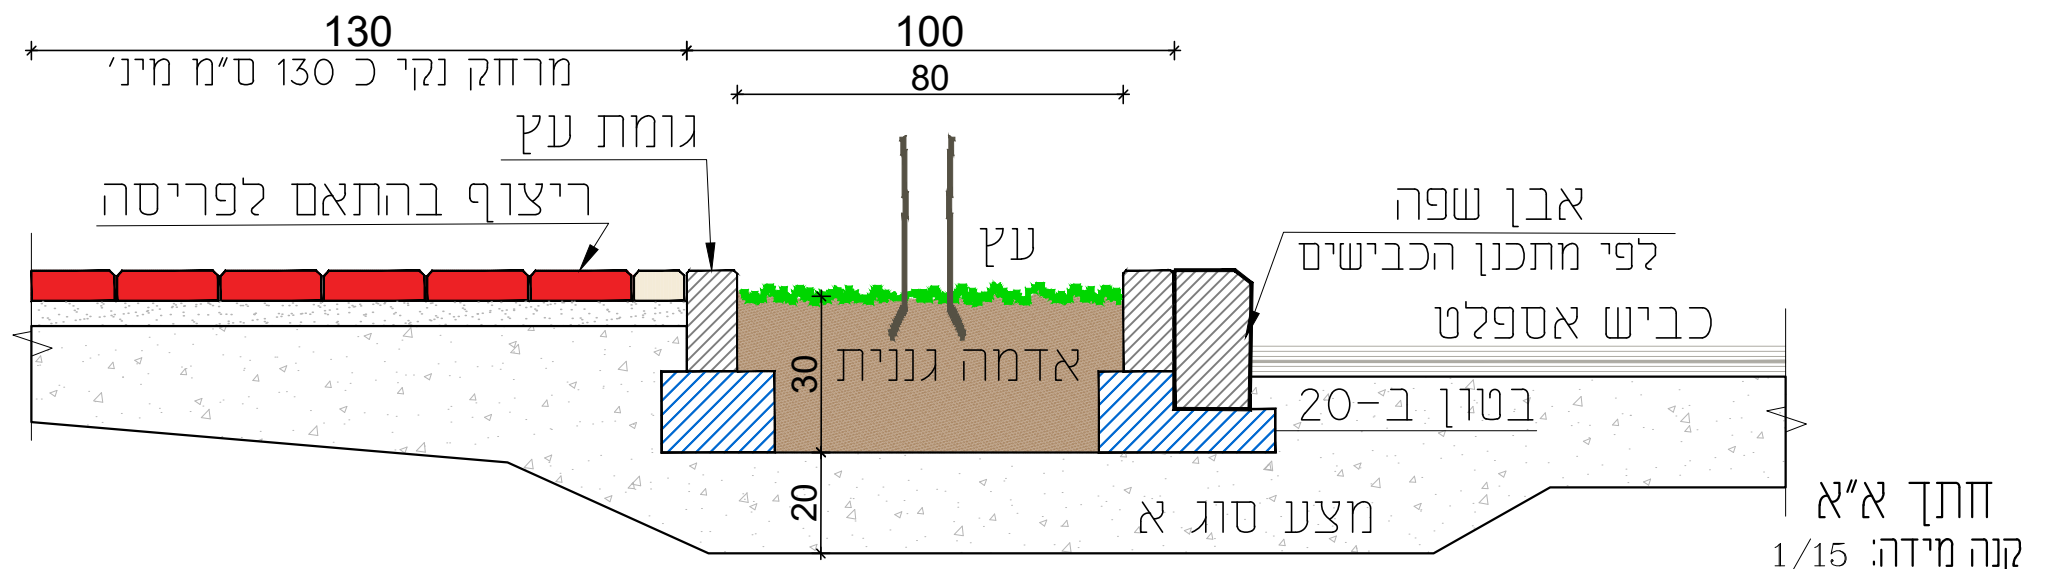 130
100
מרחק נקי כ 130 ס"מ מינ'
80
גומת עץ
ריצוף בהתאם לפריסה
עץ
אבן שפה
לפי מתכנן הכבישים
כביש אספלט
אדמה גננית
30
בטון ב-20
20
מצע סוג א
חתך א"א
קנה מידה: 1/15